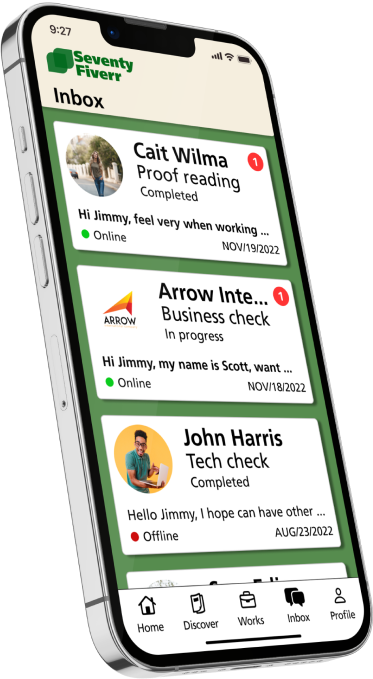 9:27
Seventy
Fiverr
Inbox
Cait Wilma
1
Proof reading
Completed
Hi Jimmy, feel very when working ...
Online
NOV/19/2022
Arrow Inte...
1
ARROW
Business check
In progress
Hi Jimmy, my name is Scott, want ...
Online
NOV/18/2022
John Harris
Tech check
Completed
Hello Jimmy, I hope can have other ...
Offline
AUG/23/2022
Home
Discover
Works
Inbox
Profile